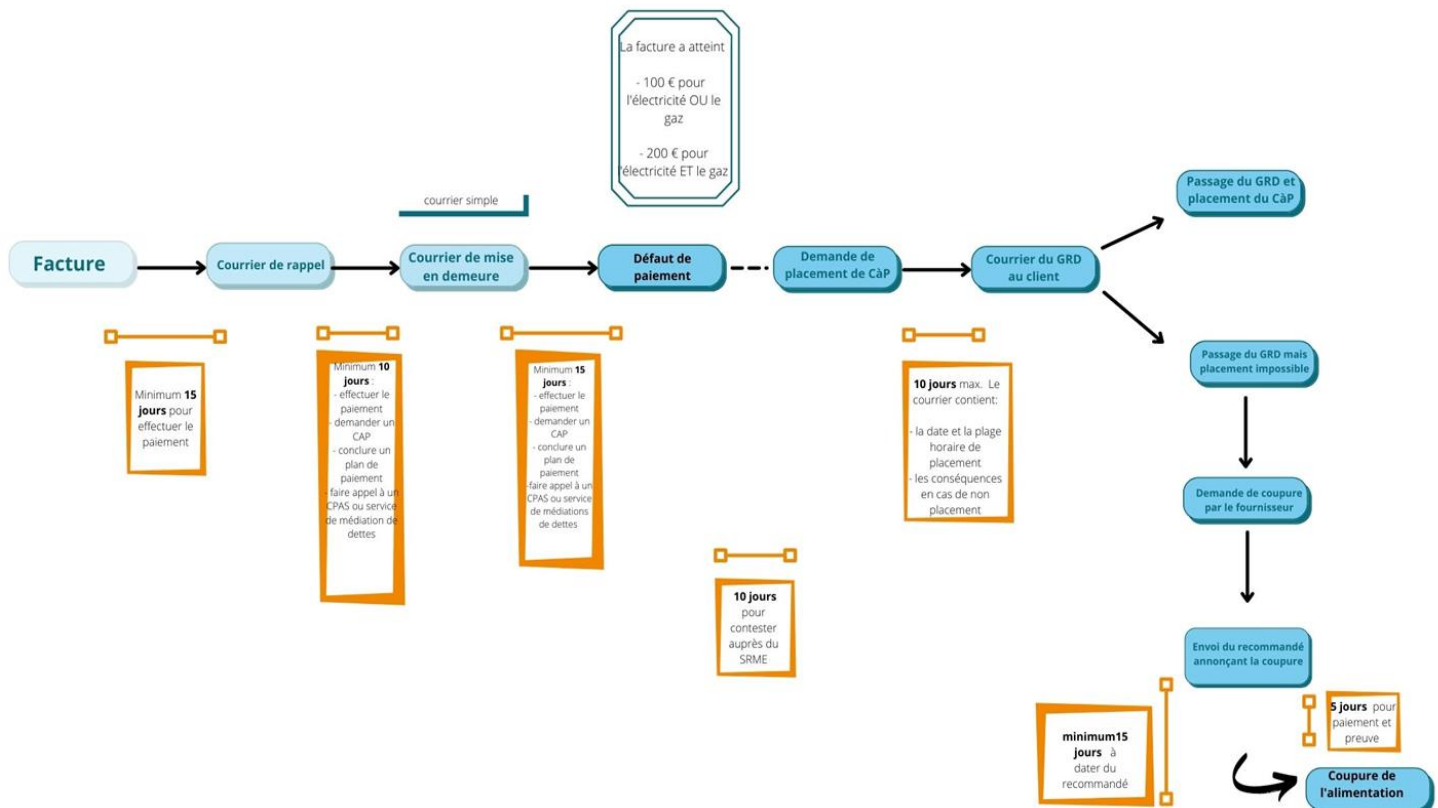 La facture a atteint
- 100 € pour
l'électricité OU le
gaz
- 200 € pour
l'électricité ET le gaz
courrier simple
Facture
Courrier de rappel
Courrier de mise
en demeure
Défaut de
paiement
Demande de
placement de CàP
Courrier du GRD
au client
Passage du GRD et
placement du CàP
Passage du GRD mais
placement impossible
Demande de coupure
par le fournisseur
Envoi du recommandé
annonçant la coupure
Coupure de
l'alimentation
Minimum 15
jours pour
effectuer le
paiement
Minimum 10
jours :
- effectuer le
paiement
- demander un
CAP
- conclure un
plan de
paiement
- faire appel à un
CPAS ou service
de médiation de
dettes
Minimum 15
jours :
- effectuer le
paiement
- demander un
CAP
- conclure un
plan de
paiement
-faire appel à un
CPAS ou service
de médiations
de dettes
10 jours
pour
contester
auprès du
SRME
10 jours max. Le
courrier contient:
- la date et la plage
horaire de
placement
- les conséquences
en cas de non
placement
minimum15
jours à
dater du
recommandé
5 jours pour
paiement et
preuve